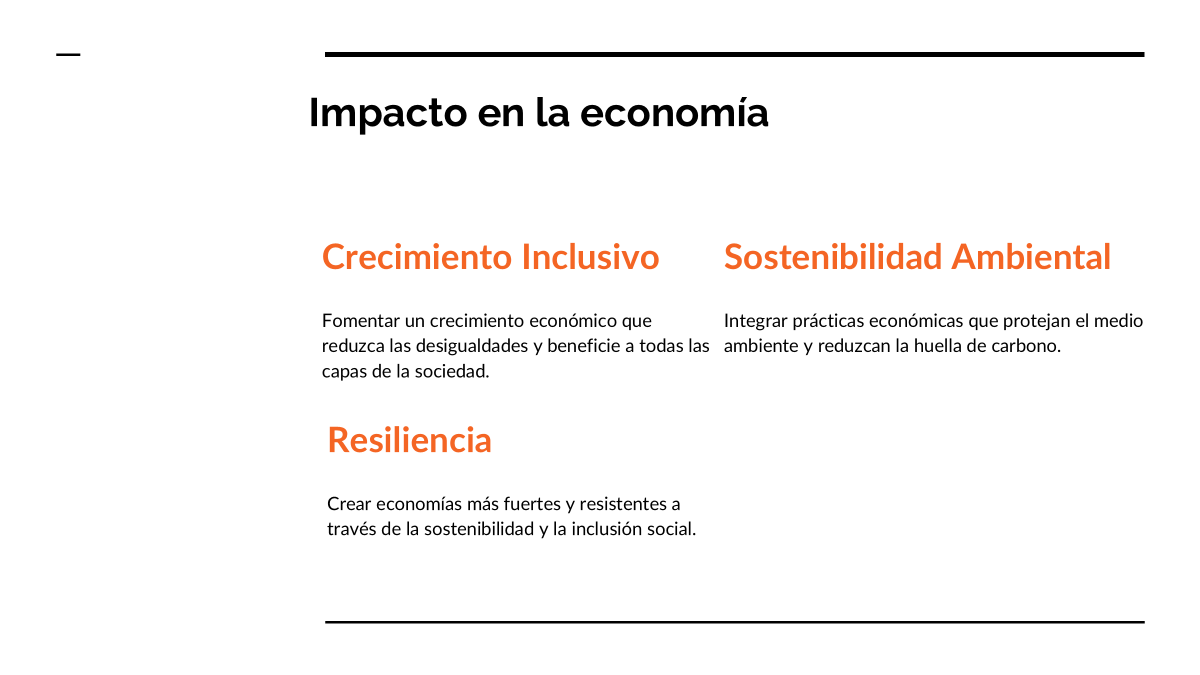 Impacto en la economía
Crecimiento Inclusivo
Fomentar un crecimiento económico que
reduzca las desigualdades y beneficie a todas las
capas de la sociedad.
Sostenibilidad Ambiental
Integrar prácticas económicas que protejan el medio
ambiente y reduzcan la huella de carbono.
Resiliencia
Crear economías más fuertes y resistentes a
través de la sostenibilidad y la inclusión social.